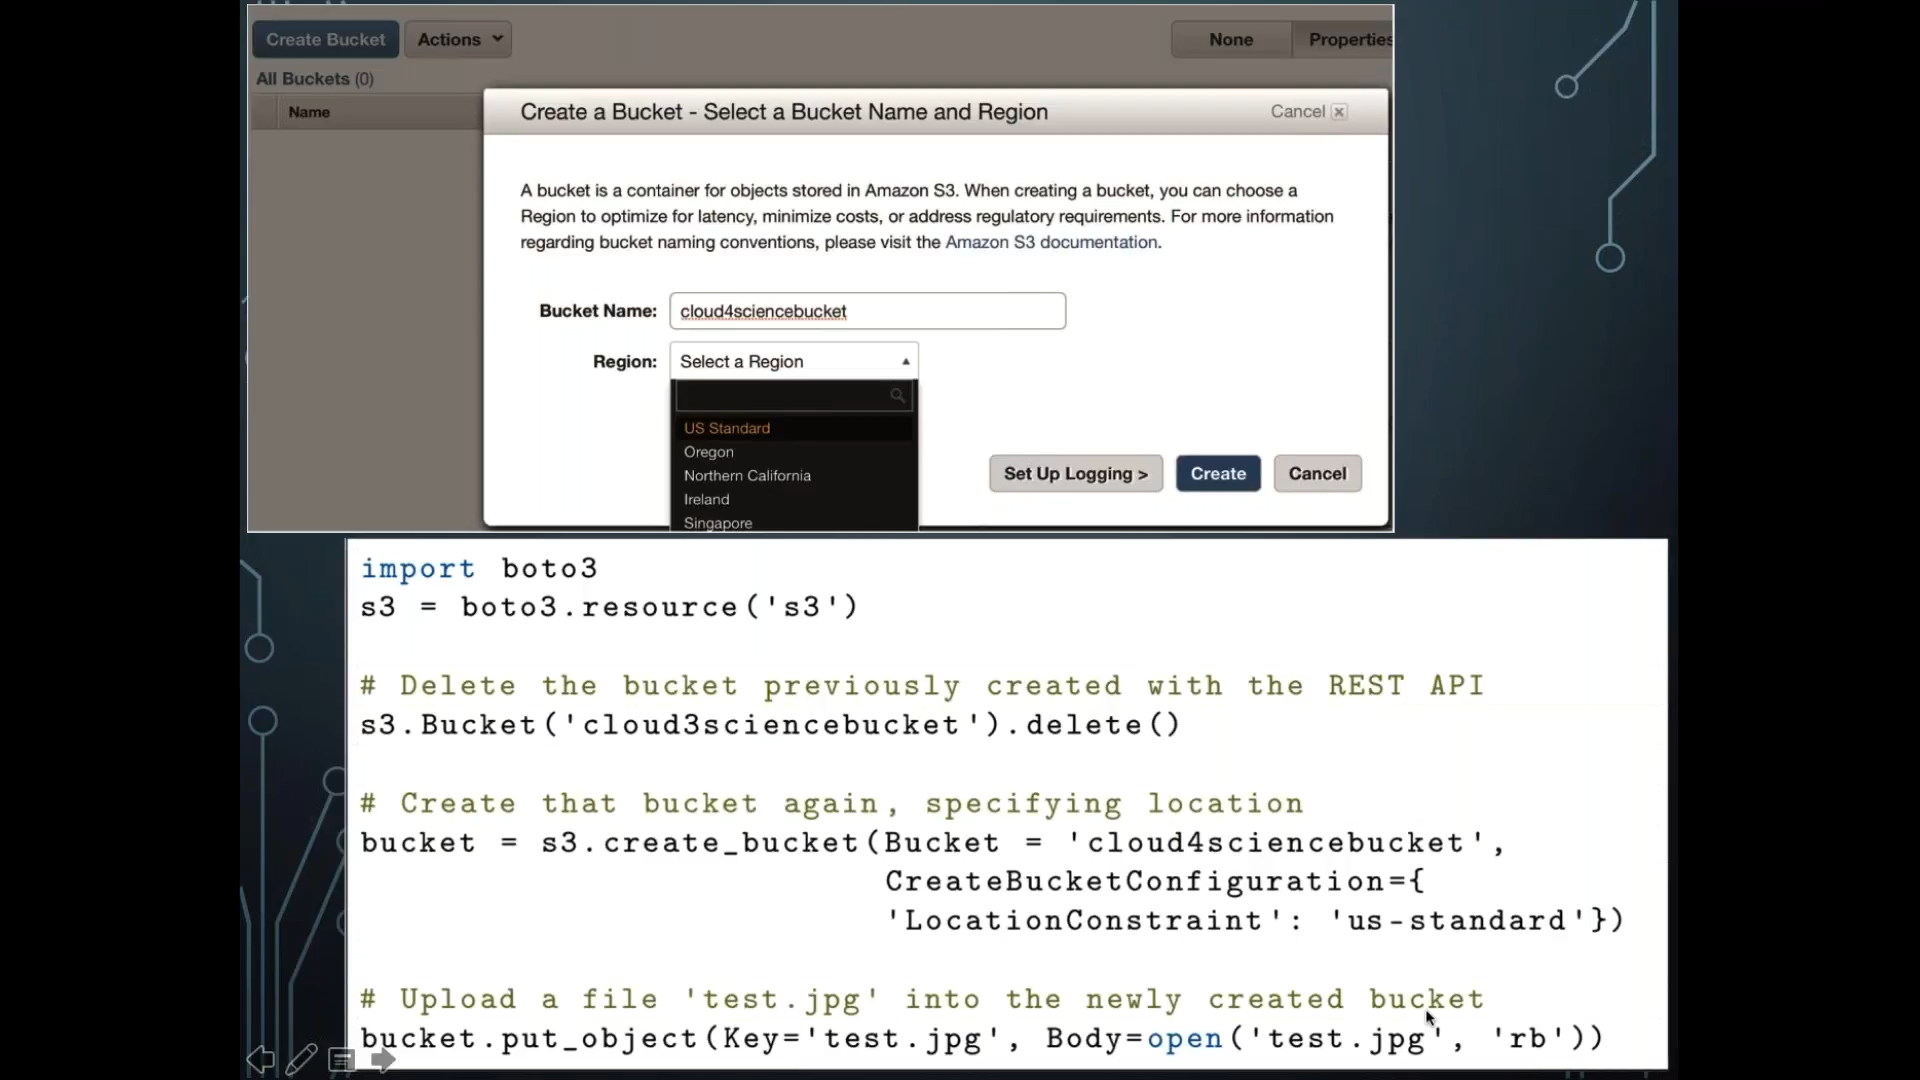 Create Bucket Actions None Properties
All Buckets (0)
Name
Create a Bucket - Select a Bucket Name and Region Cancel x
A bucket is a container for objects stored in Amazon S3. When creating a bucket, you can choose a
Region to optimize for latency, minimize costs, or address regulatory requirements. For more information
regarding bucket naming conventions, please visit the Amazon S3 documentation.
Bucket Name: cloud4sciencebucket
Region: Select a Region
US Standard
Oregon
Northern California
Ireland
Singapore
Set Up Logging > Create Cancel
import boto3
s3 = boto3.resource('s3')
# Delete the bucket previously created with the REST API
s3.Bucket('cloud3sciencebucket').delete()
# Create that bucket again, specifying location
bucket = s3.create_bucket(Bucket = 'cloud4sciencebucket',
CreateBucketConfiguration={
'LocationConstraint': 'us-standard'})
# Upload a file 'test.jpg' into the newly created bucket
bucket.put_object(Key='test.jpg', Body=open('test.jpg', 'rb'))